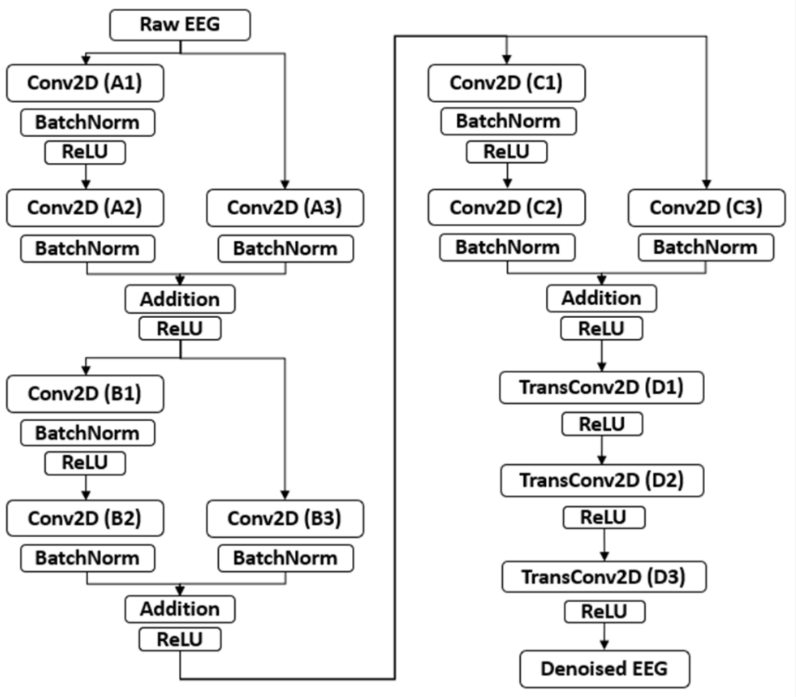 Raw EEG
Conv2D (A1)
BatchNorm
ReLU
Conv2D (A2)
Conv2D (A3)
BatchNorm
BatchNorm
Addition
ReLU
Conv2D (B1)
BatchNorm
ReLU
Conv2D (B2)
Conv2D (B3)
BatchNorm
BatchNorm
Addition
ReLU
Conv2D (C1)
BatchNorm
ReLU
Conv2D (C2)
Conv2D (C3)
BatchNorm
BatchNorm
Addition
ReLU
TransConv2D (D1)
ReLU
TransConv2D (D2)
ReLU
TransConv2D (D3)
ReLU
Denoised EEG